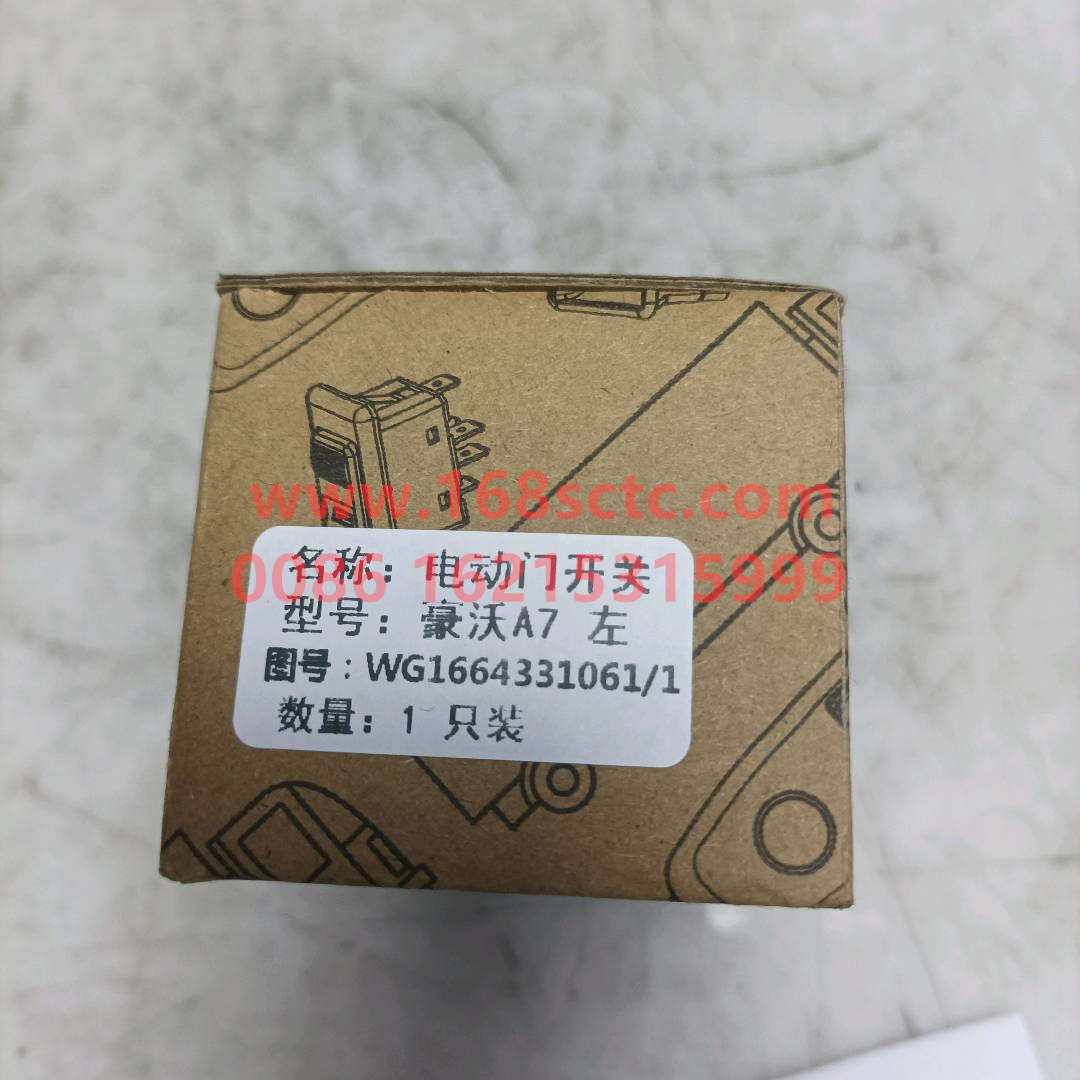 www.168sctc.com
0086 16215315999
名称：电动门开关
型号：豪沃A7 左
图号：WG1664331061/1
数量：1 只装